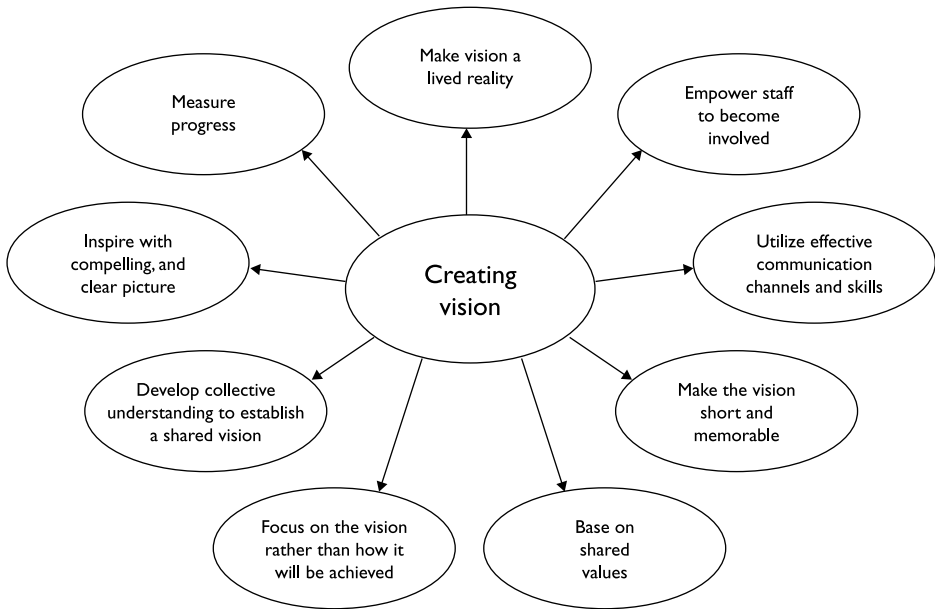 Make vision a
lived reality
Empower staff
to become
involved
Measure
progress
Utilize effective
communication
channels and skills
Inspire with
compelling, and
clear picture
Creating
vision
Make the vision
short and
memorable
Develop collective
understanding to establish
a shared vision
Focus on the vision
rather than how it
will be achieved
Base on
shared
values